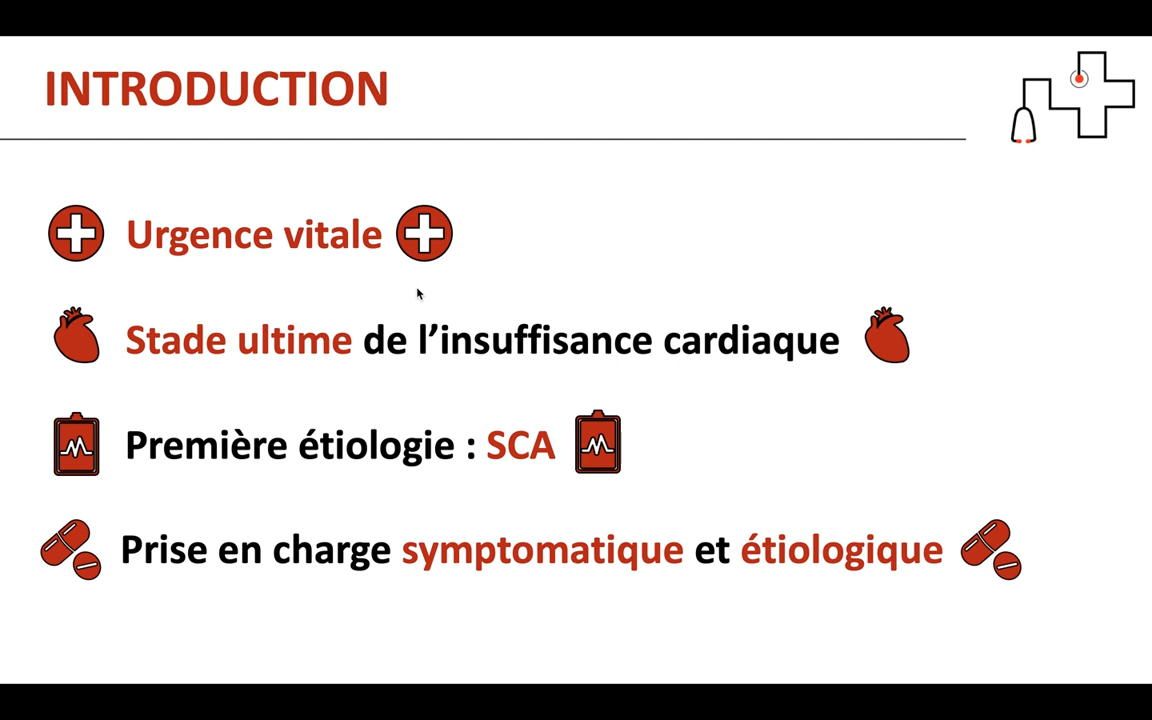 INTRODUCTION
Urgence vitale
Stade ultime de l’insuffisance cardiaque
Première étiologie : SCA
Prise en charge symptomatique et étiologique